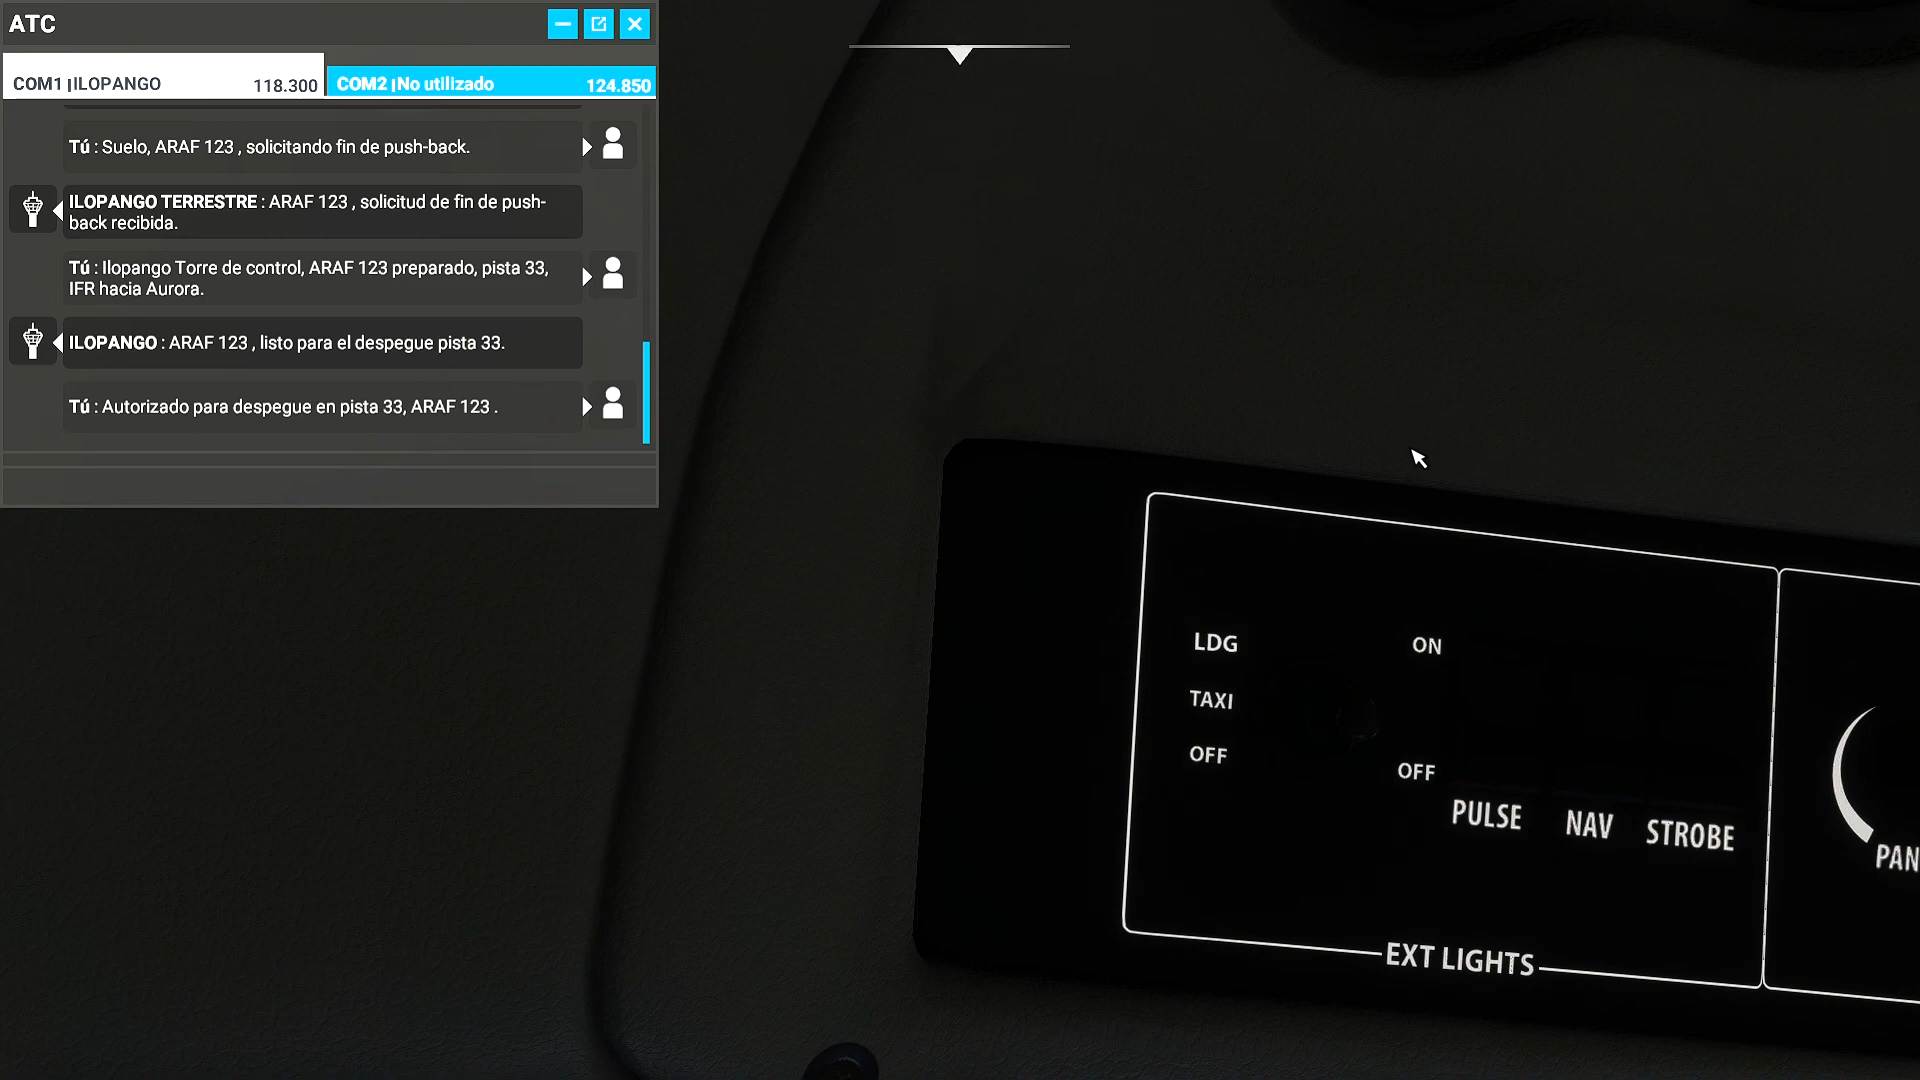 ATC
COM1 |ILOPANGO 118.300
COM2 |No utilizado 124.850
Tú : Suelo, ARAF 123 , solicitando fin de push-back.
ILOPANGO TERRESTRE : ARAF 123 , solicitud de fin de push-
back recibida.
Tú : Ilopango Torre de control, ARAF 123 preparado, pista 33,
IFR hacia Aurora.
ILOPANGO : ARAF 123 , listo para el despegue pista 33.
Tú : Autorizado para despegue en pista 33, ARAF 123 .
LDG
ON
TAXI
OFF
OFF
PULSE
NAV
STROBE
PAN
EXT LIGHTS